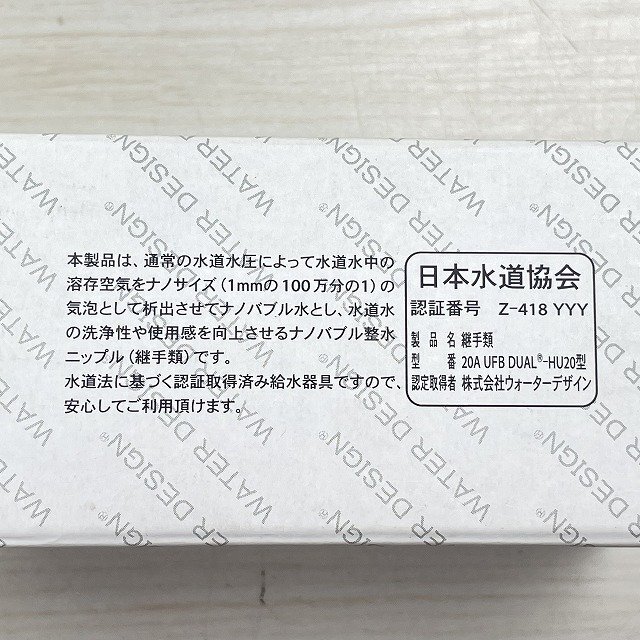 本製品は、通常の水道水圧によって水道水中の
溶存空気をナノサイズ（1mmの100万分の1）の
気泡として析出させてナノバブル水とし、水道水
の洗浄性や使用感を向上させるナノバブル整水
ニップル（継手類）です。
水道法に基づく認証取得済み給水器具ですので、
安心してご利用頂けます。
日本水道協会
認証番号 Z-418 YYY
製品名 継手類
型番 20A UFB DUAL®-HU20型
認定取得者 株式会社ウォーターデザイン
WATER DESIGN®
WATER DESIGN®
WATER DESIGN®
WATER DESIGN®